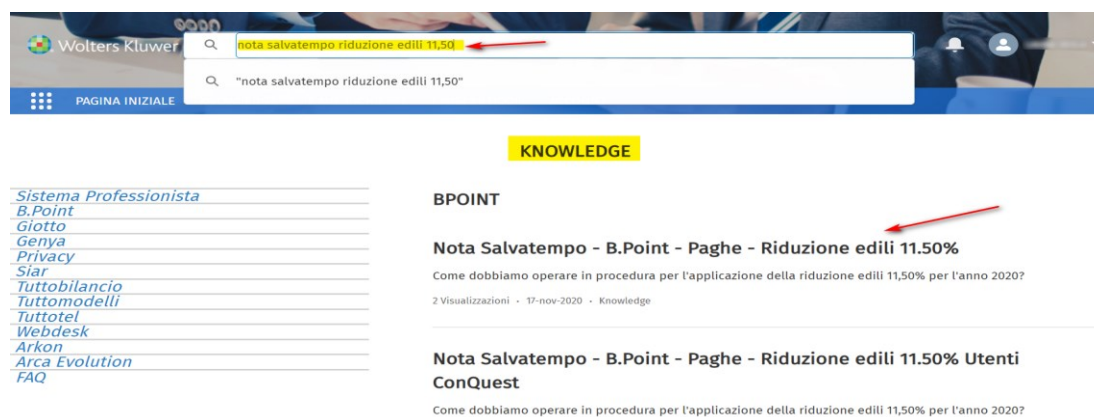 Wolters Kluwer
nota salvatempo riduzione edili 11,50
"nota salvatempo riduzione edili 11,50"
PAGINA INIZIALE
KNOWLEDGE
Sistema Professionista
B.Point
Giotto
Genya
Privacy
Siar
Tuttobilancio
Tuttomodelli
Tuttotel
Webdesk
Arkon
Arca Evolution
FAQ
BPOINT
Nota Salvatempo - B.Point - Paghe - Riduzione edili 11.50%
Come dobbiamo operare in procedura per l'applicazione della riduzione edili 11,50% per l'anno 2020?
2 Visualizzazioni • 17-nov-2020 • Knowledge
Nota Salvatempo - B.Point - Paghe - Riduzione edili 11.50% Utenti
ConQuest
Come dobbiamo operare in procedura per l'applicazione della riduzione edili 11,50% per l'anno 2020?